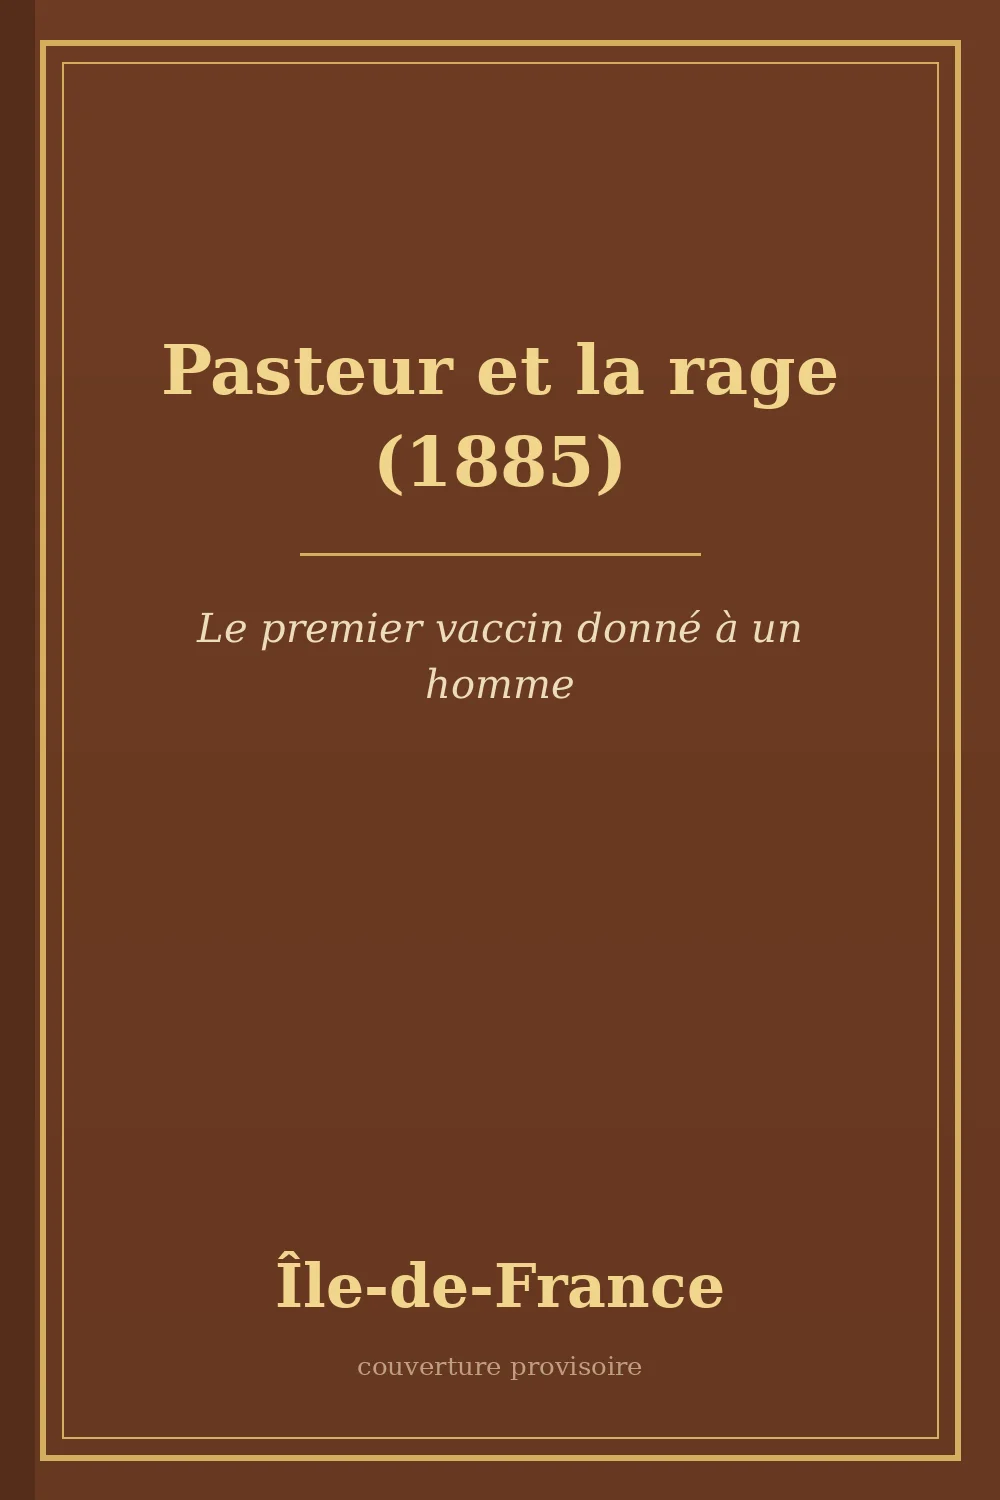 Pasteur et la rage
(1885)
Le premier vaccin donné à un
homme
Île-de-France
couverture provisoire